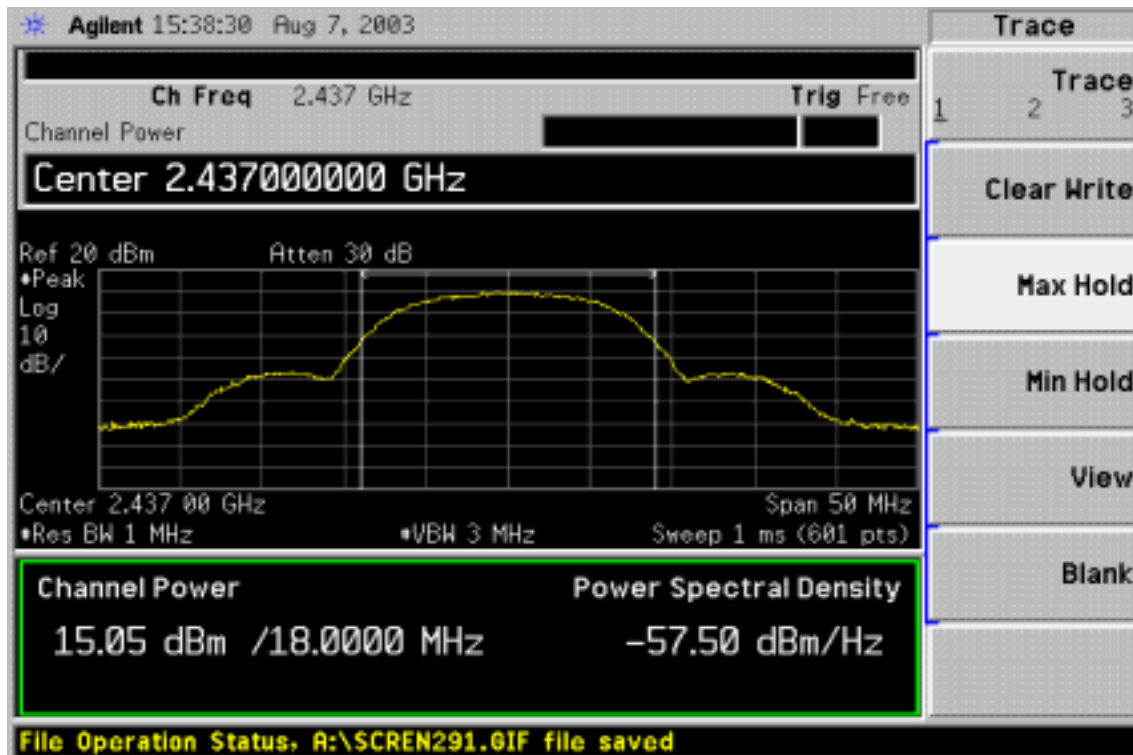 Agilent 15:38:30 Aug 7, 2003
Trace
Ch Freq 2.437 GHz Trig Free
Channel Power
Center 2.437000000 GHz
Ref 20 dBm Atten 30 dB
#Peak
Log
10
dB/
Center 2.437 00 GHz Span 50 MHz
#Res BW 1 MHz #VBW 3 MHz Sweep 1 ms (601 pts)
Channel Power Power Spectral Density
15.05 dBm /18.0000 MHz -57.50 dBm/Hz
File Operation Status, A:\SCREN291.GIF file saved
Trace
1 2 3
Clear Write
Max Hold
Min Hold
View
Blank